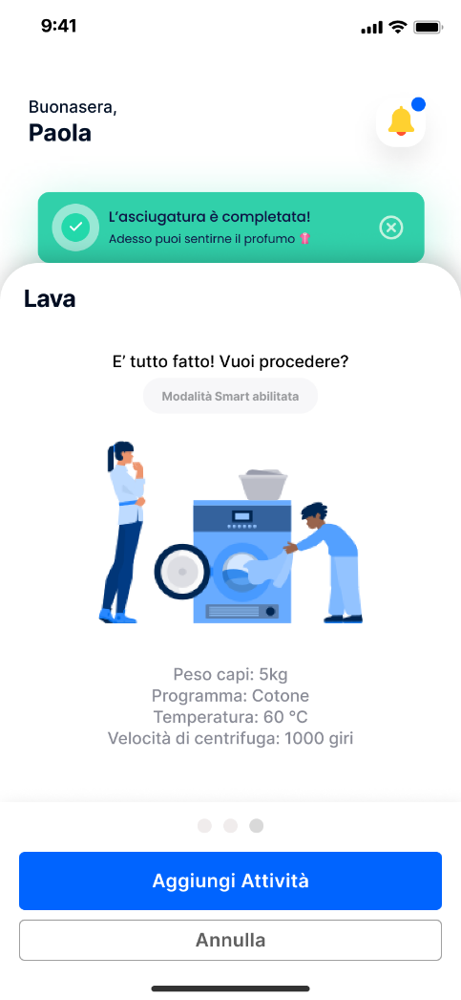 9:41
Buonasera,
Paola
L’asciugatura è completata!
Adesso puoi sentirne il profumo
Lava
E’ tutto fatto! Vuoi procedere?
Modalità Smart abilitata
Peso capi: 5kg
Programma: Cotone
Temperatura: 60 °C
Velocità di centrifuga: 1000 giri
Aggiungi Attività
Annulla